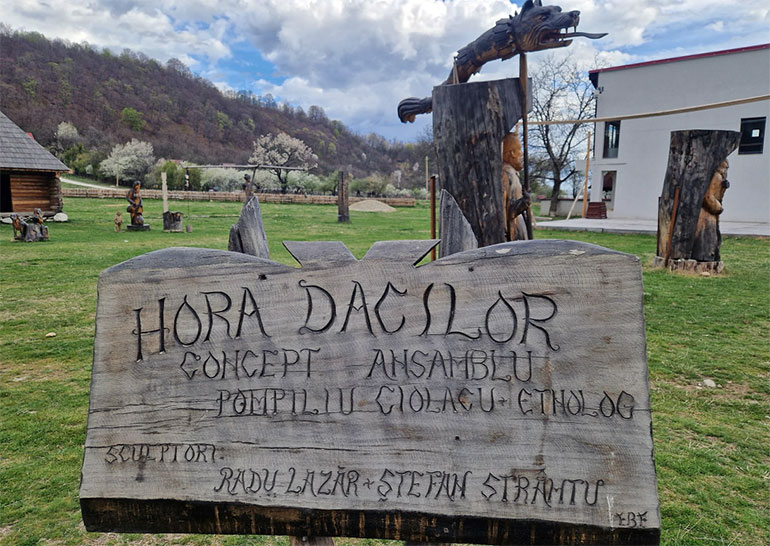 HORA DACILOR
CONCEPT ANSAMBLU
POMPILIU CIOLACU - ETNOLOG
SCULPTORI:
RADU LAZĂR + ȘTEFAN STRÂMTU